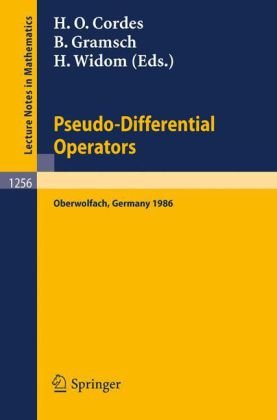 Lecture Notes in Mathematics
1256
H. O. Cordes
B. Gramsch
H. Widom (Eds.)
Pseudo-Differential
Operators
Oberwolfach, Germany 1986
Springer